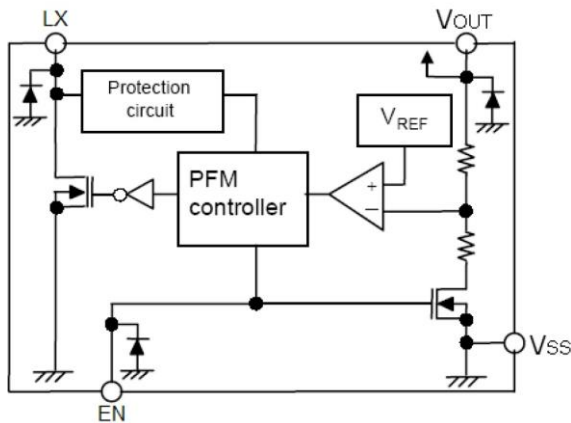 LX
VOUT
Protection
circuit
VREF
PFM
controller
+
−
VSS
EN